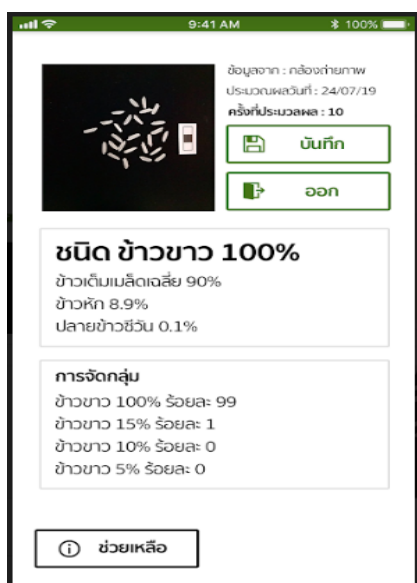 9:41 AM
100%
ข้อมูลจาก : กล้องถ่ายภาพ
ประมวณผลวันที่ : 24/07/19
ครั้งที่ประมวลผล : 10
บันทึก
ออก
ชนิด ข้าวขาว 100%
ข้าวเต็มเมล็ดเฉลี่ย 90%
ข้าวหัก 8.9%
ปลายข้าวซีวัน 0.1%
การจัดกลุ่ม
ข้าวขาว 100% ร้อยละ 99
ข้าวขาว 15% ร้อยละ 1
ข้าวขาว 10% ร้อยละ 0
ข้าวขาว 5% ร้อยละ 0
ช่วยเหลือ